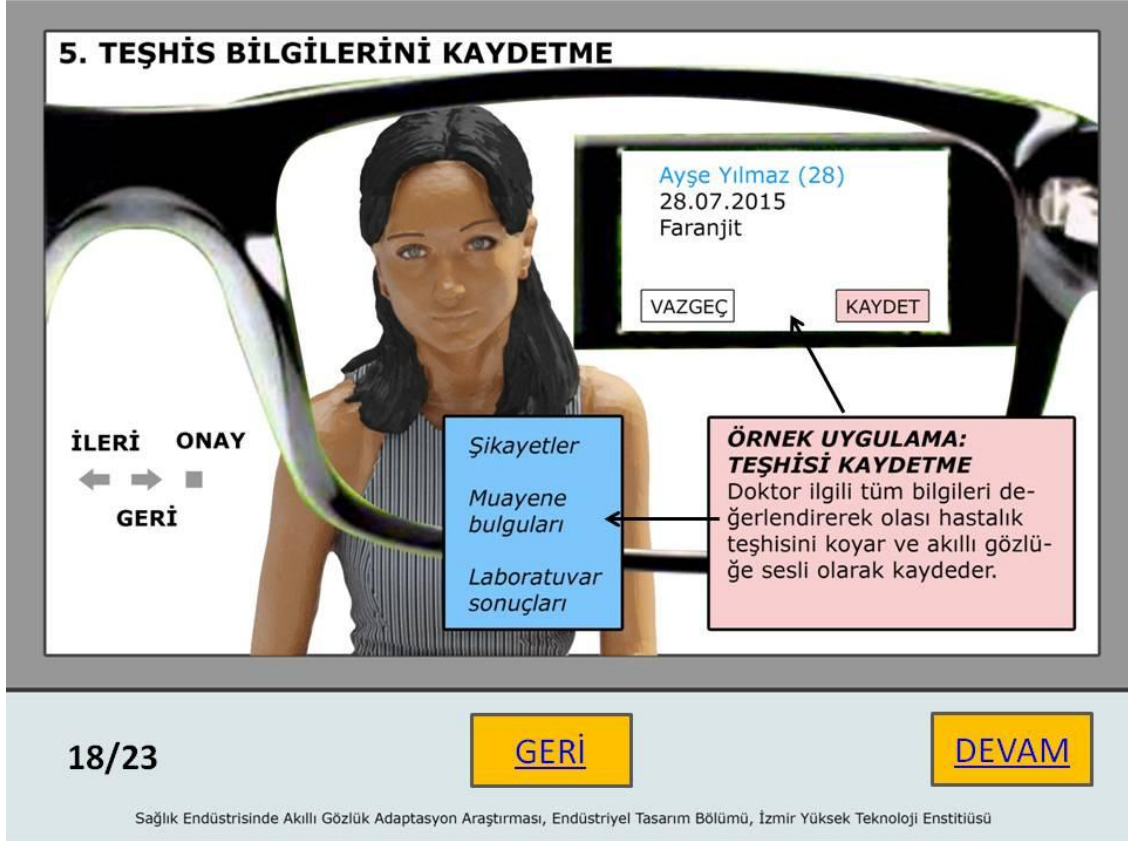 5. TEŞHİS BİLGİLERİNİ KAYDETME
Ayşe Yılmaz (28)
28.07.2015
Faranjit
VAZGEÇ
KAYDET
İLERİ
ONAY
GERİ
Şikayetler
Muayene
bulguları
Laboratuvar
sonuçları
ÖRNEK UYGULAMA:
TEŞHİSİ KAYDETME
Doktor ilgili tüm bilgileri de-
ğerlendirerek olası hastalık
teşhisini koyar ve akıllı gözlü-
ğe sesli olarak kaydeder.
18/23
GERİ
DEVAM
Sağlık Endüstrisinde Akıllı Gözlük Adaptasyon Araştırması, Endüstriyel Tasarım Bölümü, İzmir Yüksek Teknoloji Enstitiüsü